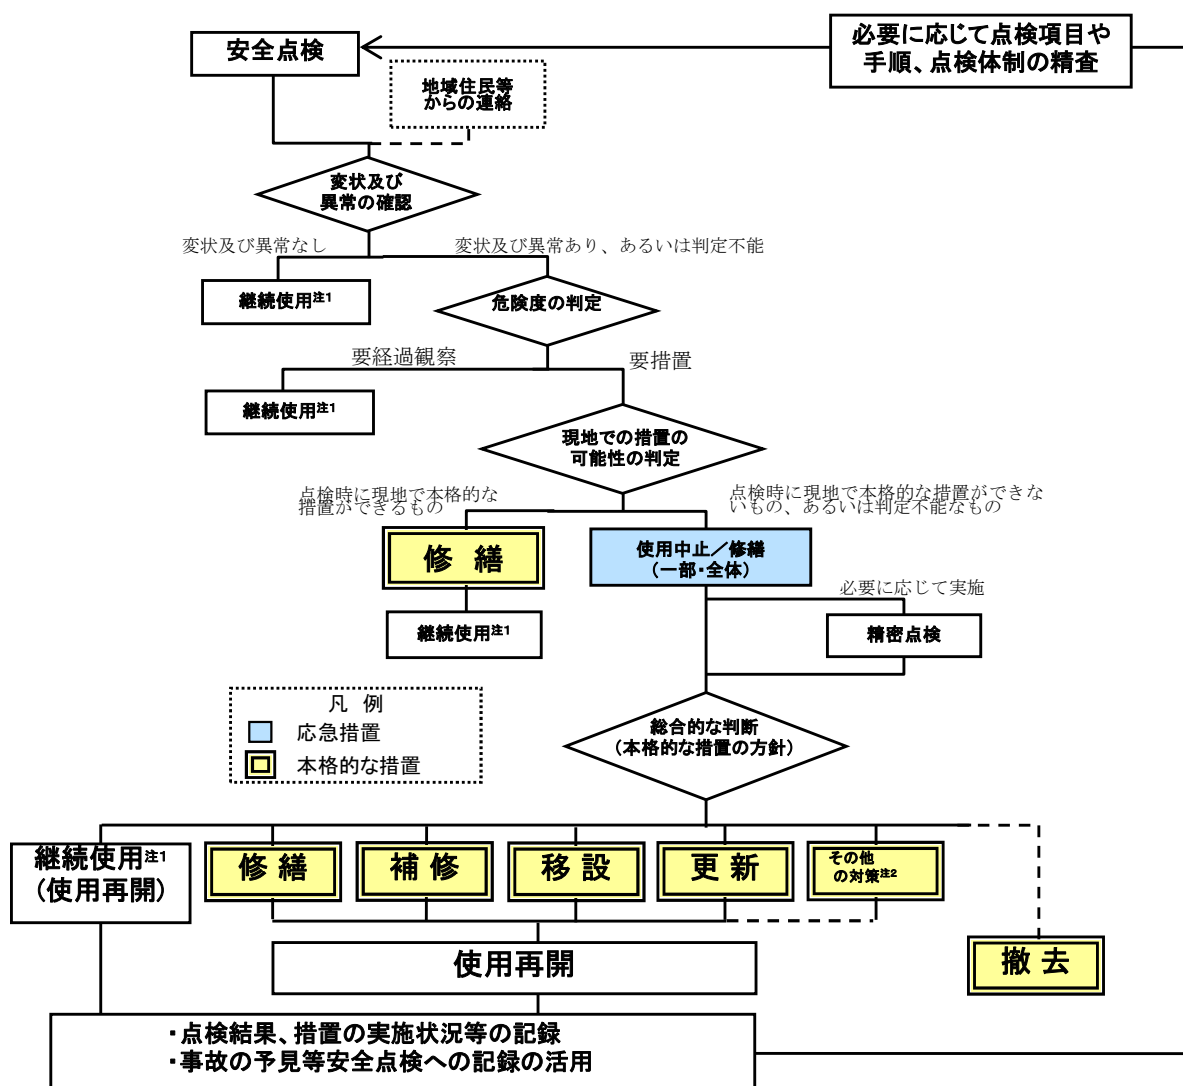 安全点検
必要に応じて点検項目や
手順、点検体制の精査
地域住民等
からの連絡
変状及び
異常の確認
変状及び異常なし
変状及び異常あり、あるいは判定不能
継続使用注1
危険度の判定
要経過観察
要措置
継続使用注1
現地での措置の
可能性の判定
点検時に現地で本格的な
措置ができるもの
点検時に現地で本格的な措置ができな
いもの、あるいは判定不能なもの
修 繕
使用中止／修繕
（一部・全体）
必要に応じて実施
継続使用注1
精密点検
凡 例
応急措置
本格的な措置
総合的な判断
（本格的な措置の方針）
継続使用注1
（使用再開）
修 繕
補 修
移 設
更 新
その他
の対策注2
使用再開
撤 去
・点検結果、措置の実施状況等の記録
・事故の予見等安全点検への記録の活用